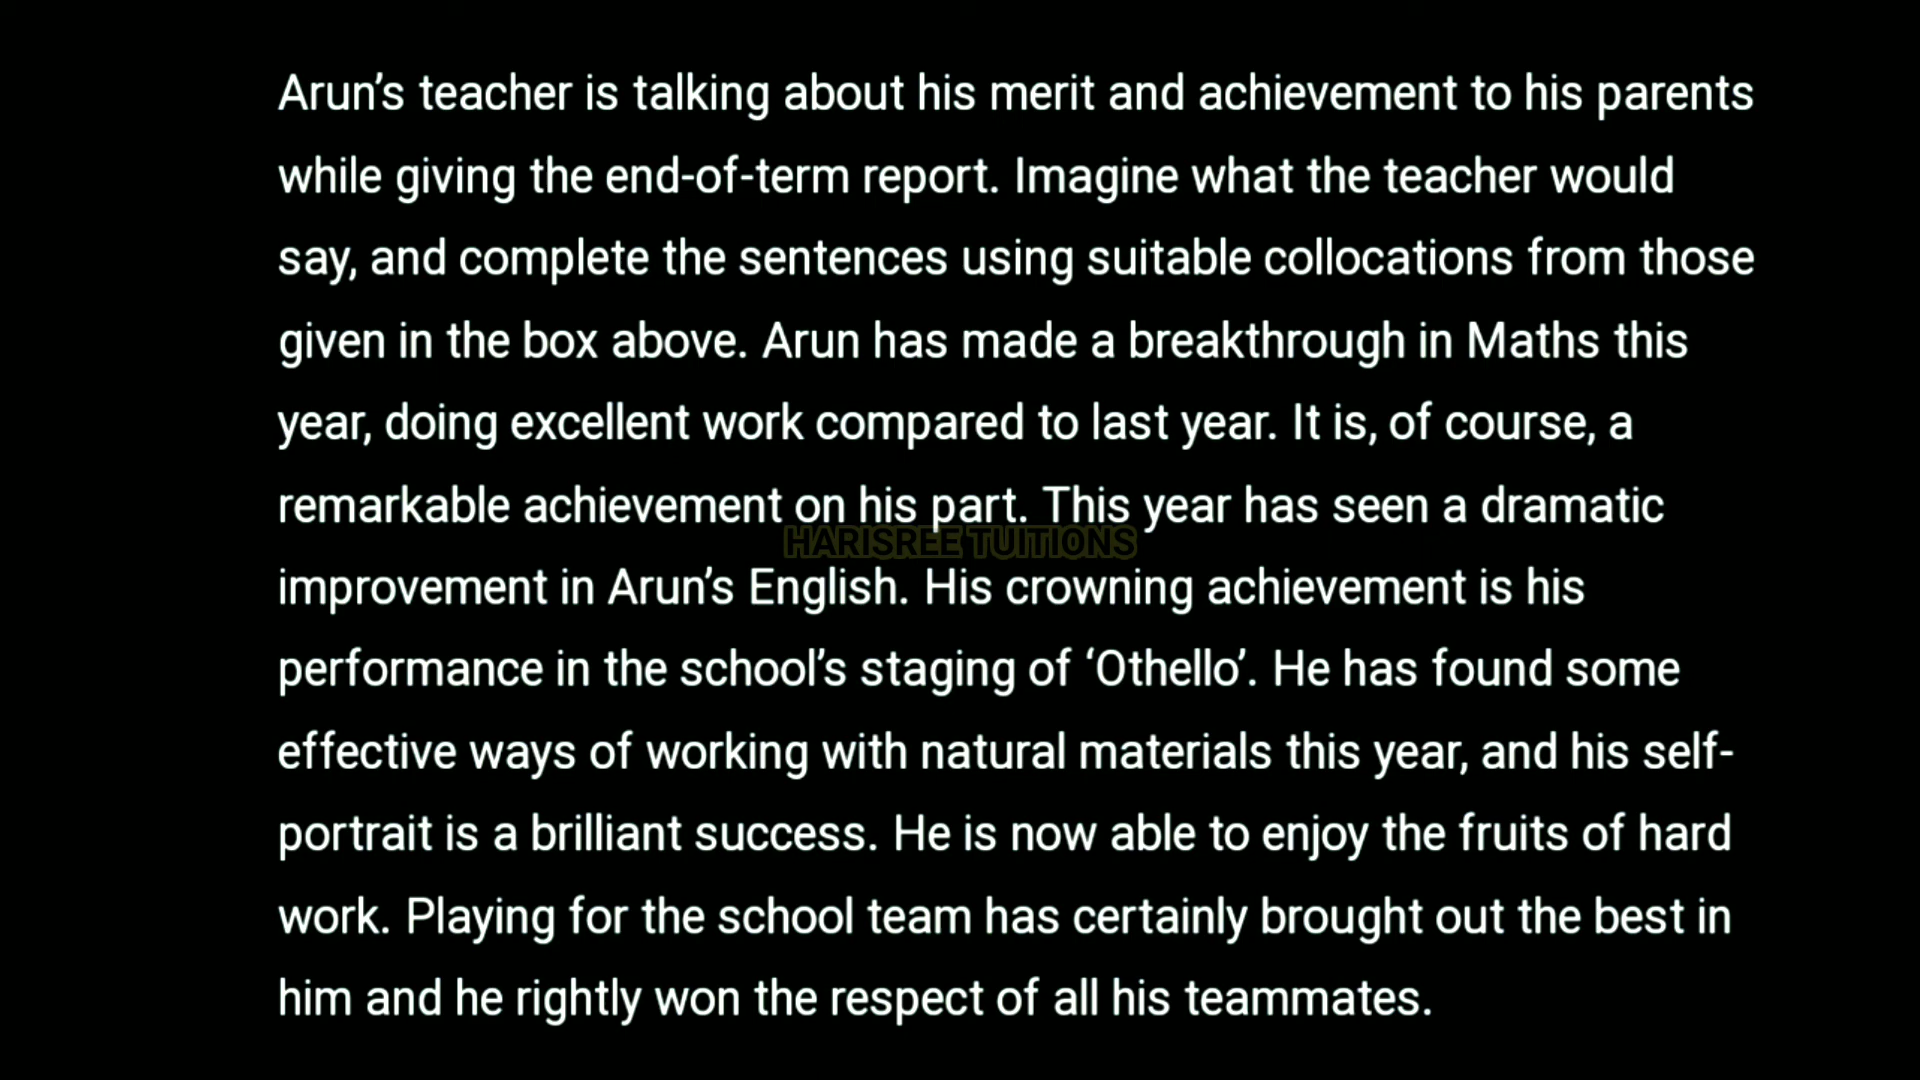 Arun’s teacher is talking about his merit and achievement to his parents
while giving the end-of-term report. Imagine what the teacher would
say, and complete the sentences using suitable collocations from those
given in the box above. Arun has made a breakthrough in Maths this
year, doing excellent work compared to last year. It is, of course, a
remarkable achievement on his part. This year has seen a dramatic
HARISREE TUITIONS
improvement in Arun’s English. His crowning achievement is his
performance in the school’s staging of ‘Othello’. He has found some
effective ways of working with natural materials this year, and his self-
portrait is a brilliant success. He is now able to enjoy the fruits of hard
work. Playing for the school team has certainly brought out the best in
him and he rightly won the respect of all his teammates.